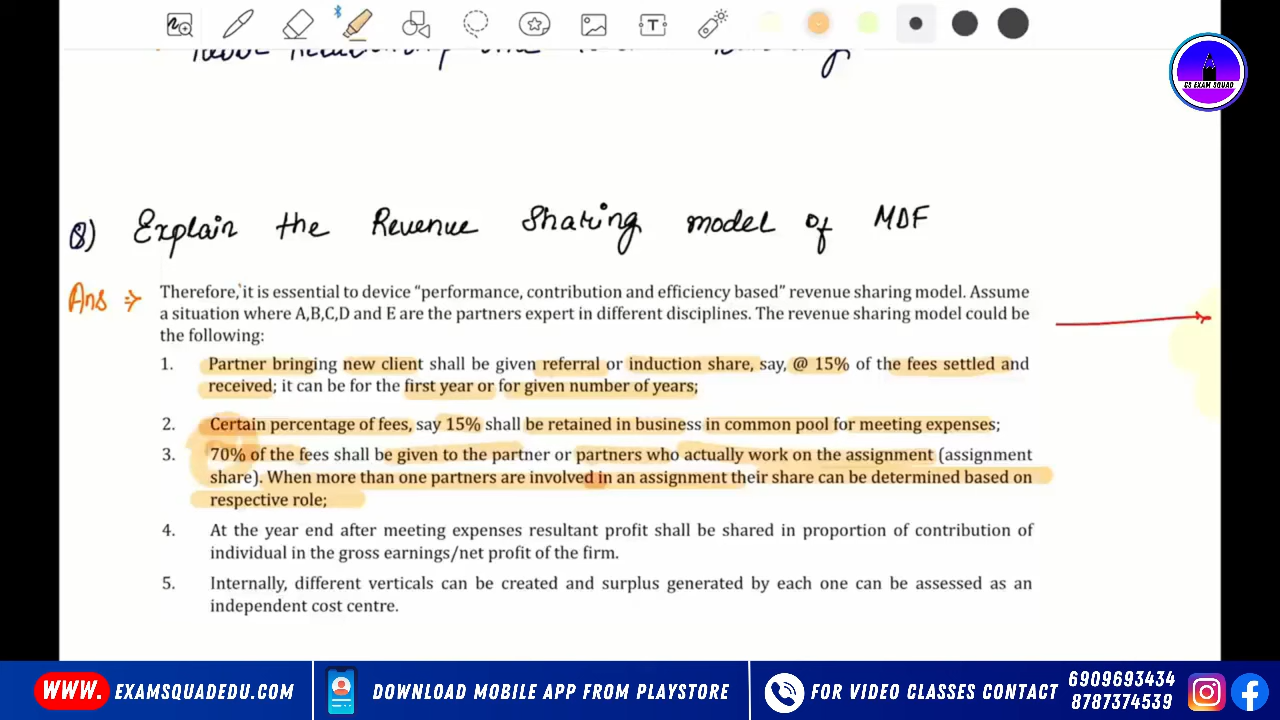 CS EXAM SQUAD
Q) Explain the Revenue Sharing model of MDF
Ans ⇒
Therefore, it is essential to device “performance, contribution and efficiency based” revenue sharing model. Assume
a situation where A,B,C,D and E are the partners expert in different disciplines. The revenue sharing model could be
the following:
1. Partner bringing new client shall be given referral or induction share, say, @ 15% of the fees settled and
received; it can be for the first year or for given number of years;
2. Certain percentage of fees, say 15% shall be retained in business in common pool for meeting expenses;
3. 70% of the fees shall be given to the partner or partners who actually work on the assignment (assignment
share). When more than one partners are involved in an assignment their share can be determined based on
respective role;
4. At the year end after meeting expenses resultant profit shall be shared in proportion of contribution of
individual in the gross earnings/net profit of the firm.
5. Internally, different verticals can be created and surplus generated by each one can be assessed as an
independent cost centre.
WWW. EXAMSQUADEDU.COM
DOWNLOAD MOBILE APP FROM PLAYSTORE
FOR VIDEO CLASSES CONTACT
6909693434
8787374539